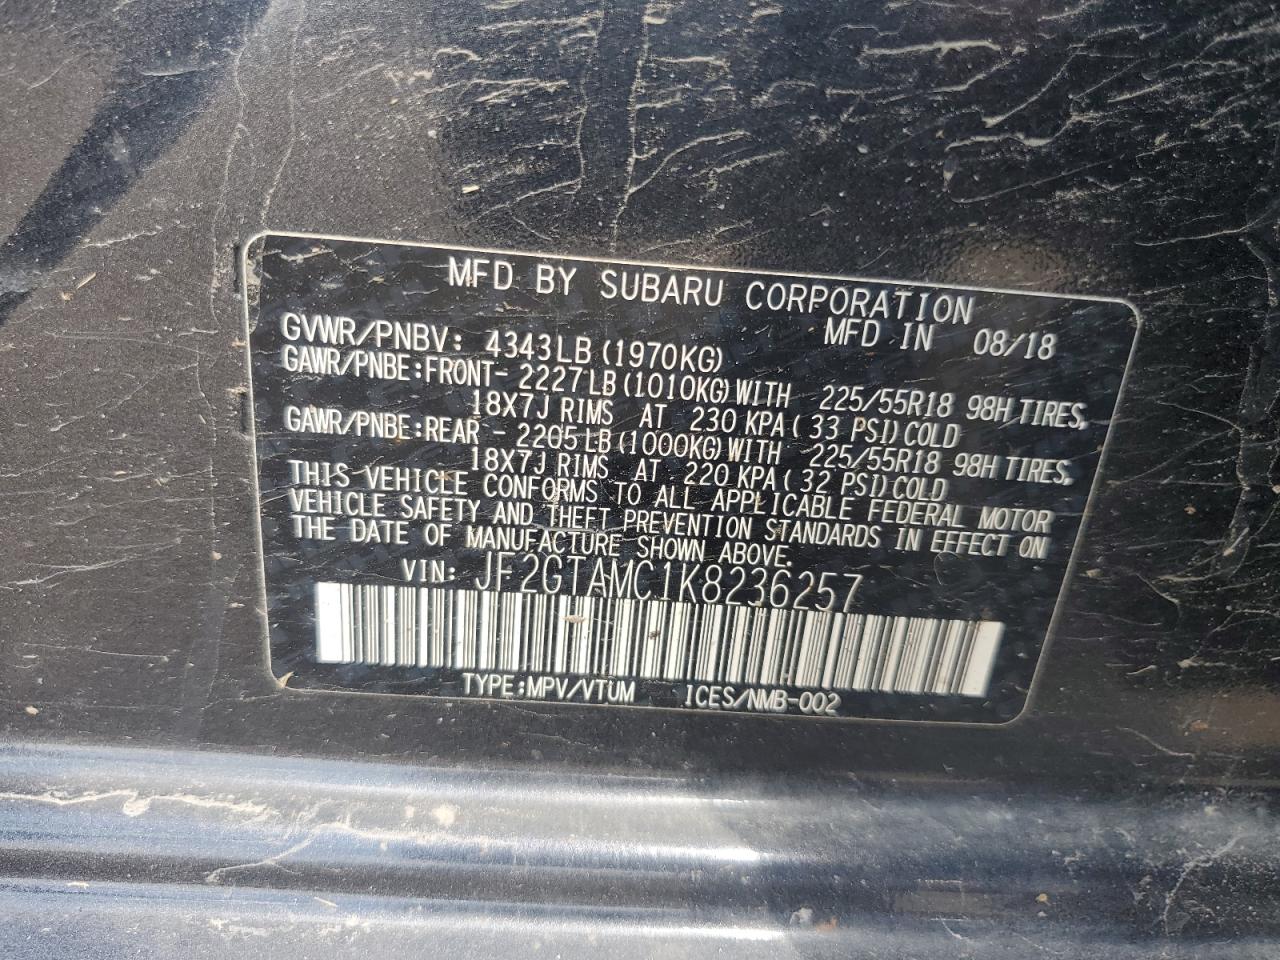 MFD BY SUBARU CORPORATION
MFD IN 08/18
GVWR/PNBV: 4343LB (1970KG)
GAWR/PNBE:FRONT- 2227LB(1010KG)WITH 225/55R18 98H TIRES,
18X7J RIMS AT 230 KPA( 33 PSI)COLD
GAWR/PNBE:REAR - 2205LB(1000KG)WITH 225/55R18 98H TIRES,
18X7J RIMS AT 220 KPA(32 PSI)COLD
THIS VEHICLE CONFORMS TO ALL APPLICABLE FEDERAL MOTOR
VEHICLE SAFETY AND THEFT PREVENTION STANDARDS IN EFFECT ON
THE DATE OF MANUFACTURE SHOWN ABOVE.
VIN: JF2GTAMC1K8236257
TYPE:MPV/VTUM ICES/NMB-002